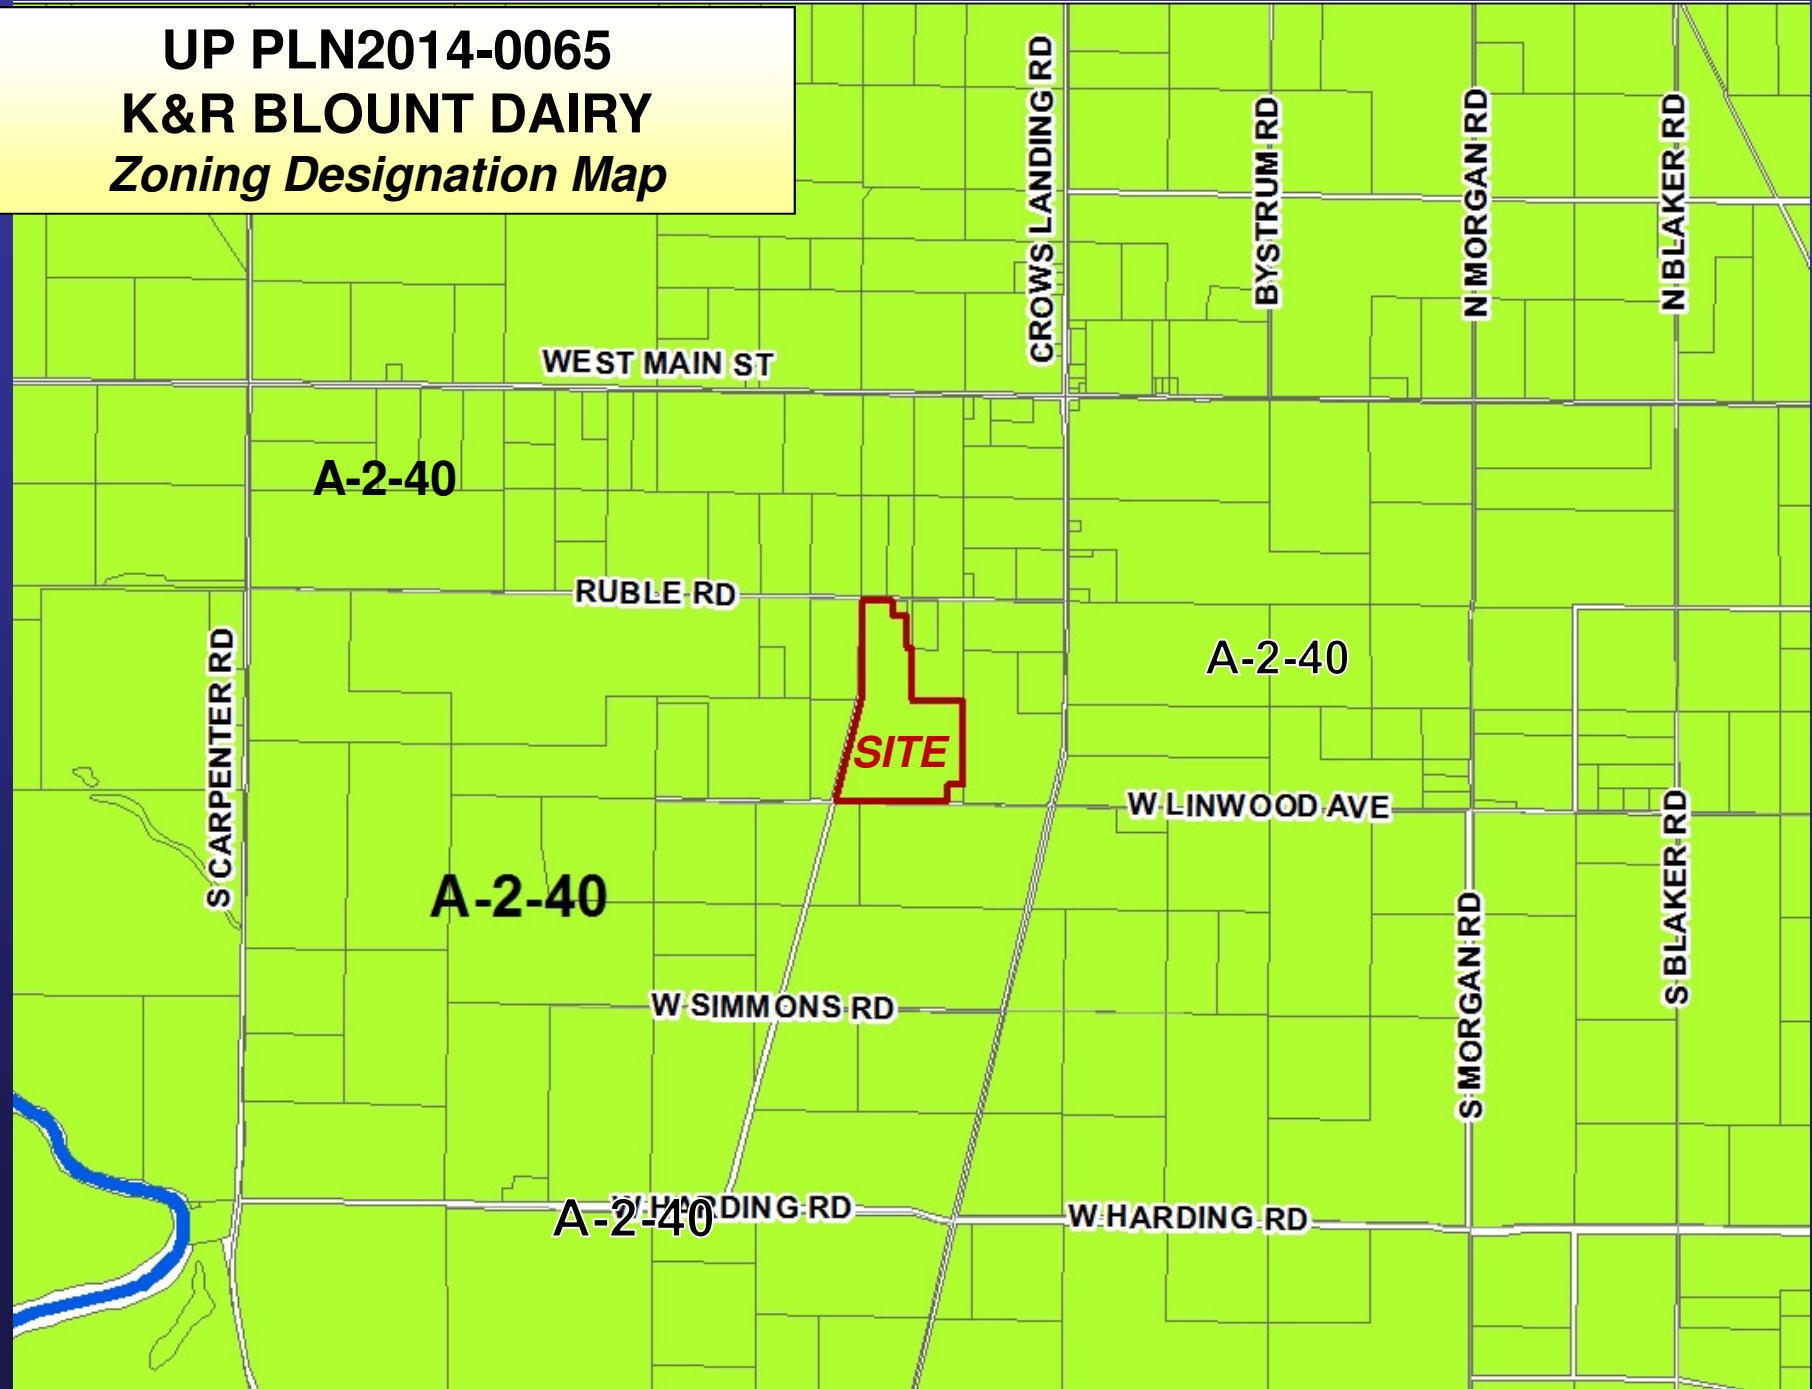 UP PLN2014-0065
K&R BLOUNT DAIRY
Zoning Designation Map
CROWS LANDING RD
BYSTRUM RD
N MORGAN RD
N BLAKER RD
WEST MAIN ST
A-2-40
RUBLE RD
S CARPENTER RD
A-2-40
SITE
W LINWOOD AVE
S BLAKER RD
A-2-40
S MORGAN RD
W SIMMONS RD
A-2-40
W HARDING RD
W HARDING RD